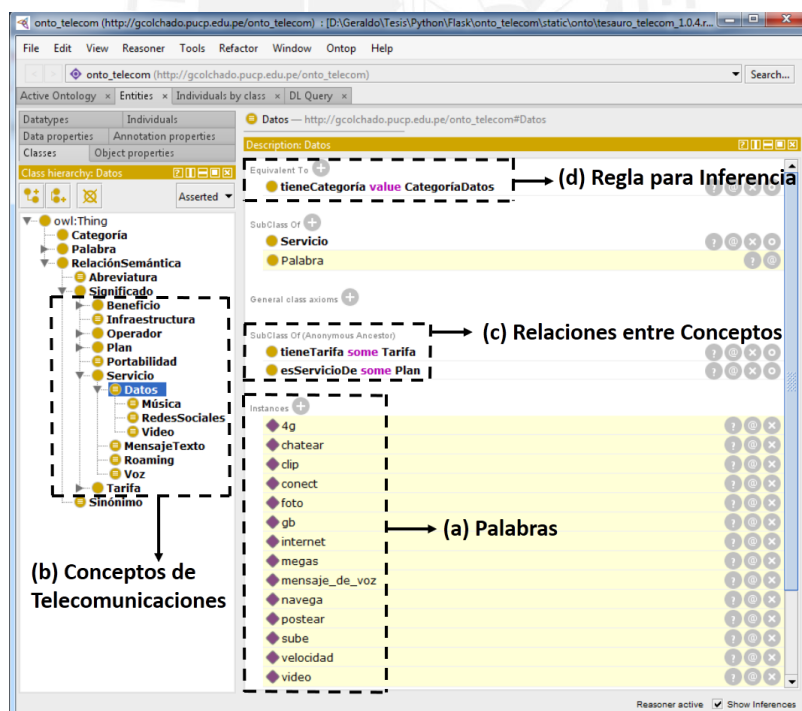 onto_telecom (http://gcolchado.pucp.edu.pe/onto_telecom) : [D:\Geraldo\Tesis\Python\Flask\onto_telecom\static\onto\tesauro_telecom_1.0.4.r...
File Edit View Reasoner Tools Refactor Window Ontop Help
onto_telecom (http://gcolchado.pucp.edu.pe/onto_telecom) Search...
Active Ontology × Entities × Individuals by class × DL Query ×
Datatypes Individuals
Data properties Annotation properties
Classes Object properties
Class hierarchy: Datos
Asserted
owl:Thing
Categoría
Palabra
RelaciónSemántica
Abreviatura
Significado
Beneficio
Infraestructura
Operador
Plan
Portabilidad
Servicio
Datos
Música
RedesSociales
Video
MensajeTexto
Roaming
Voz
Tarifa
Sinónimo
(b) Conceptos de
Telecomunicaciones
Datos — http://gcolchado.pucp.edu.pe/onto_telecom#Datos
Description: Datos
Equivalent To
tieneCategoría value CategoríaDatos
(d) Regla para Inferencia
SubClass Of
Servicio
Palabra
General class axioms
SubClass Of (Anonymous Ancestor)
tieneTarifa some Tarifa
esServicioDe some Plan
(c) Relaciones entre Conceptos
Instances
4g
chatear
clip
conect
foto
gb
internet
megas
mensaje_de_voz
navega
postear
sube
velocidad
video
(a) Palabras
Reasoner active Show Inferences